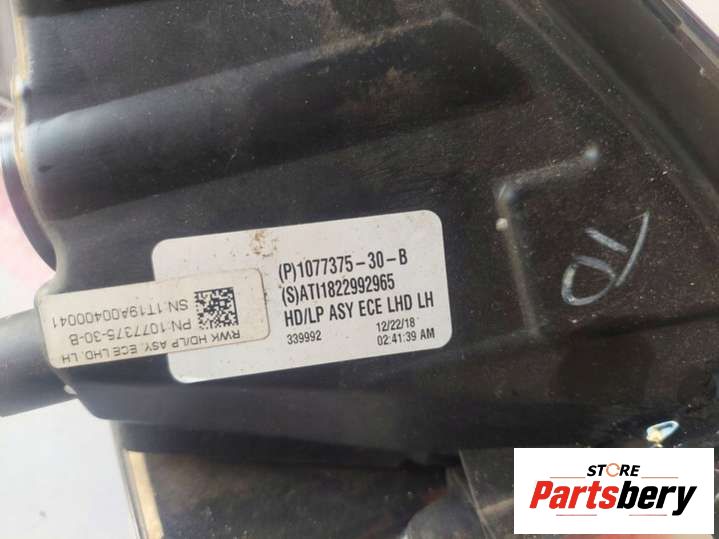 (P)1077375-30-B
(S)ATI1822992965
HD/LP ASY ECE LHD LH
339992 12/22/18
02:41:39 AM
RWK HD/LP ASY, ECE LHD, LH
PN:1077375-30-B
SN:1T19A00400041
STORE
Partsbery